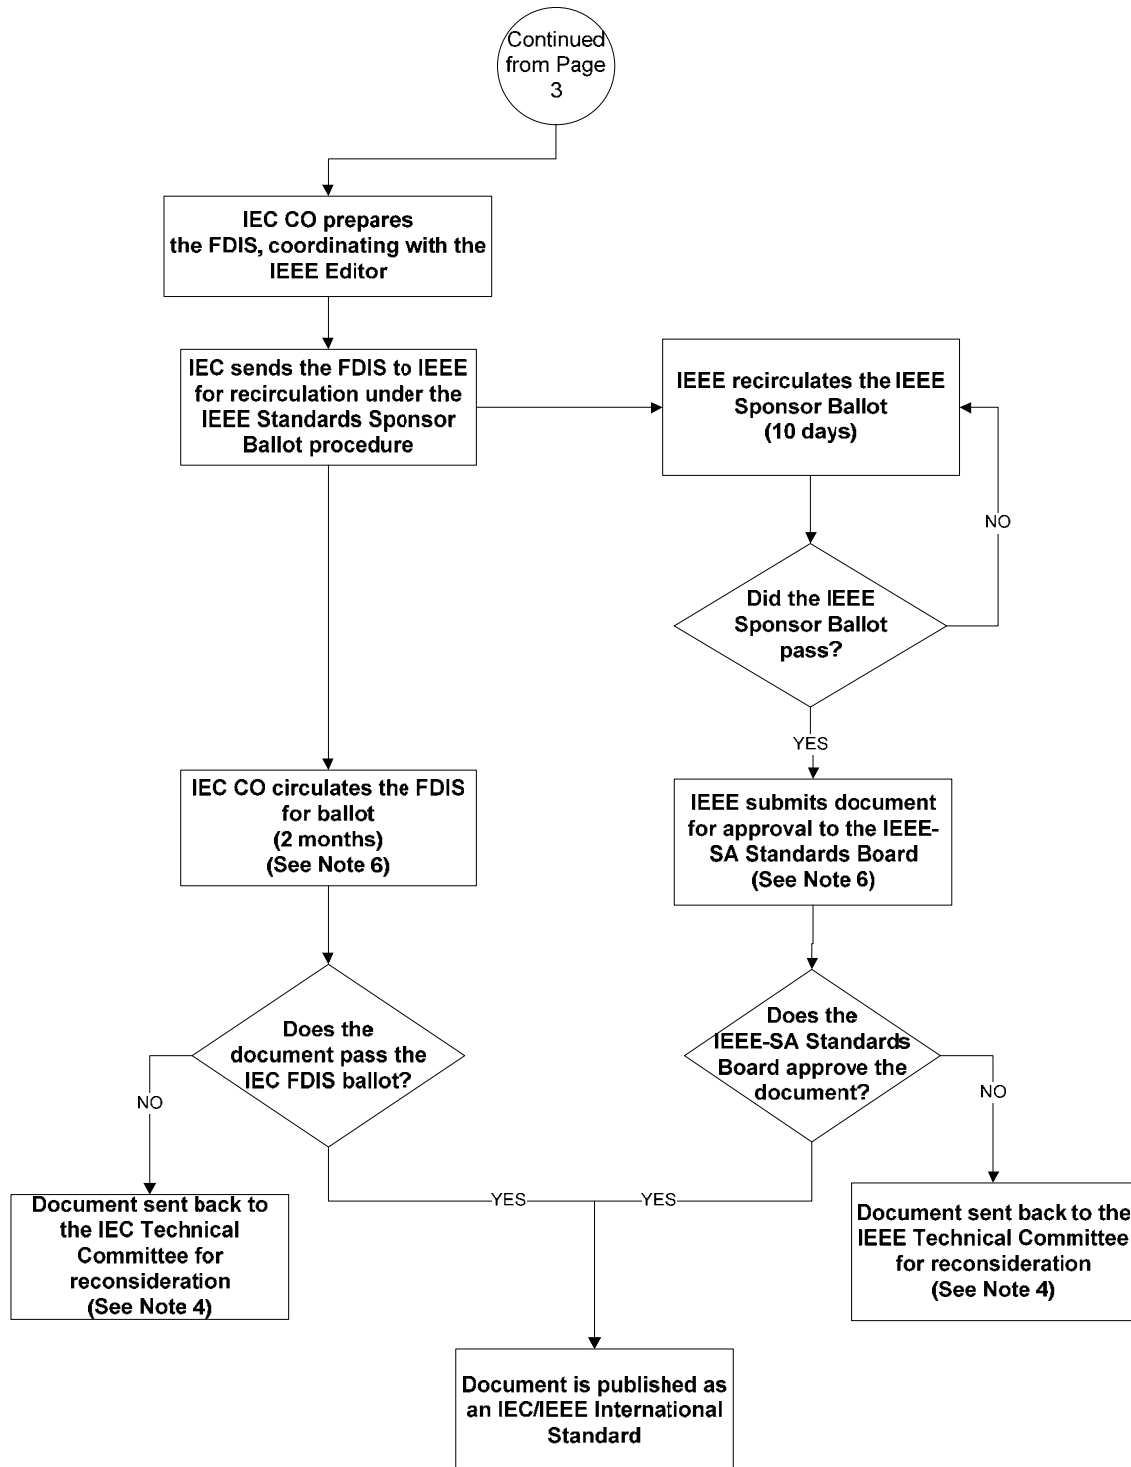 Continued
from Page
3
IEC CO prepares
the FDIS, coordinating with the
IEEE Editor
IEC sends the FDIS to IEEE
for recirculation under the
IEEE Standards Sponsor
Ballot procedure
IEEE recirculates the IEEE
Sponsor Ballot
(10 days)
NO
Did the IEEE
Sponsor Ballot
pass?
YES
IEC CO circulates the FDIS
for ballot
(2 months)
(See Note 6)
IEEE submits document
for approval to the IEEE-
SA Standards Board
(See Note 6)
Does the
document pass the
IEC FDIS ballot?
Does the
IEEE-SA Standards
Board approve the
document?
NO
NO
YES
YES
Document sent back to
the IEC Technical
Committee for
reconsideration
(See Note 4)
Document sent back to the
IEEE Technical Committee
for reconsideration
(See Note 4)
Document is published as
an IEC/IEEE International
Standard